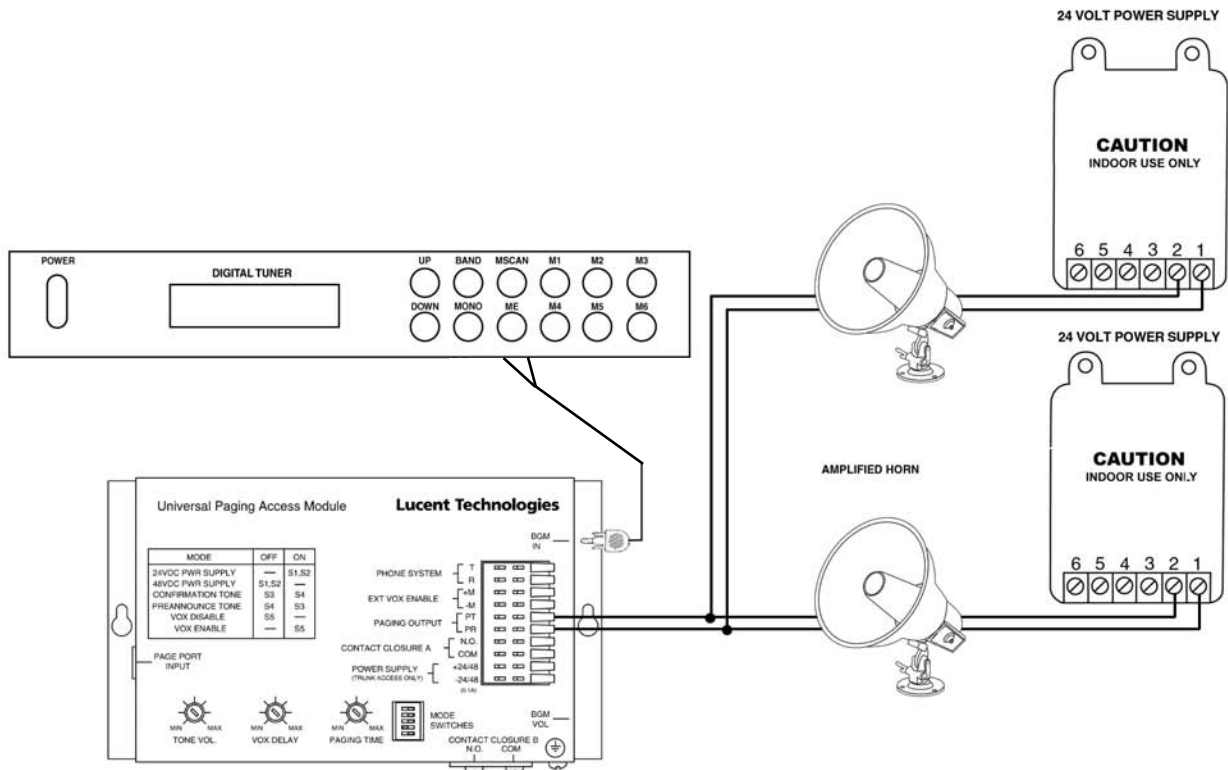 24 VOLT POWER SUPPLY
CAUTION
INDOOR USE ONLY
6 5 4 3 2 1
POWER
DIGITAL TUNER
UP BAND MSCAN M1 M2 M3
DOWN MONO ME M4 M5 M6
24 VOLT POWER SUPPLY
CAUTION
INDOOR USE ONLY
6 5 4 3 2 1
AMPLIFIED HORN
Universal Paging Access Module
Lucent Technologies
BGM
IN
MODE OFF ON
24VDC PWR SUPPLY — S1,S2
48VDC PWR SUPPLY S1,S2 —
CONFIRMATION TONE S3 S4
PREANNOUNCE TONE S4 S3
VOX DISABLE S5 —
VOX ENABLE — S5
PHONE SYSTEM T
R
EXT VOX ENABLE +M
-M
PAGING OUTPUT PT
PR
CONTACT CLOSURE A N.O.
COM
POWER SUPPLY +24/48
(TRUNK ACCESS ONLY) -24/48
PAGE PORT
INPUT
MIN MAX
TONE VOL.
MIN MAX
VOX DELAY
MIN MAX
PAGING TIME
MODE
SWITCHES
BGM
VOL
CONTACT CLOSURE B
N.O. COM